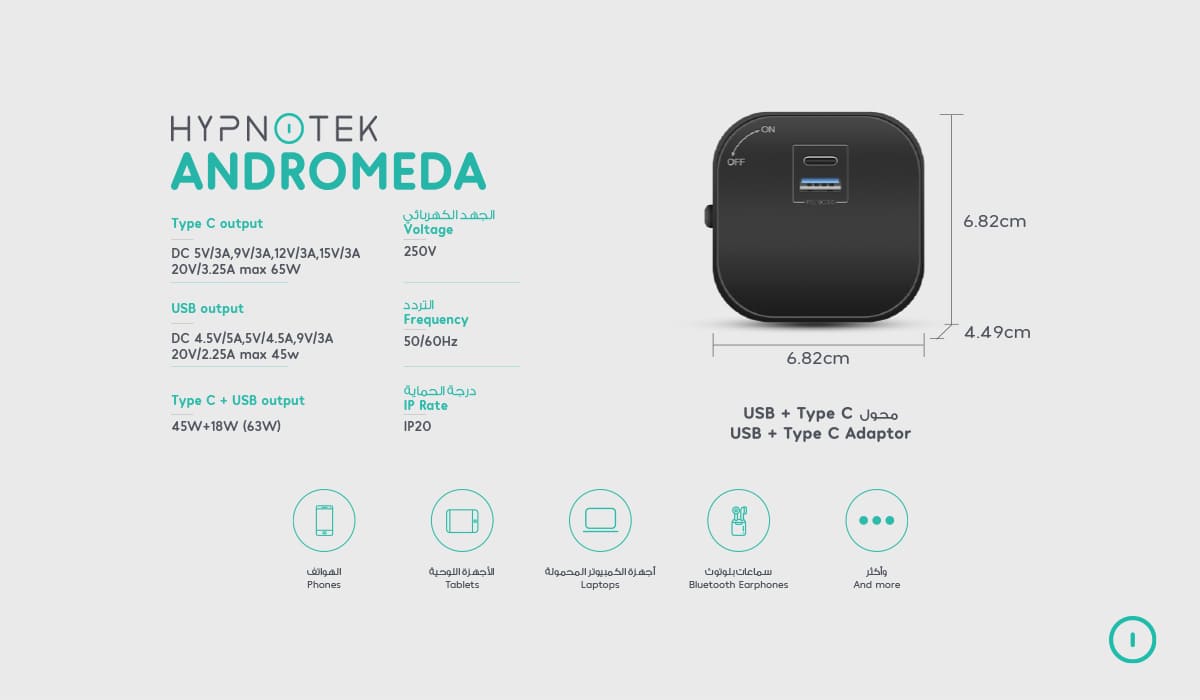 HYPNOTEK
ANDROMEDA
Type C output
DC 5V/3A,9V/3A,12V/3A,15V/3A
20V/3.25A max 65W
USB output
DC 4.5V/5A,5V/4.5A,9V/3A
20V/2.25A max 45w
Type C + USB output
45W+18W (63W)
الجهد الكهربائي
Voltage
250V
التردد
Frequency
50/60Hz
درجة الحماية
IP Rate
IP20
ON
OFF
6.82cm
4.49cm
6.82cm
محول USB + Type C
USB + Type C Adaptor
الهواتف
Phones
الأجهزة اللوحية
Tablets
أجهزة الكمبيوتر المحمولة
Laptops
سماعات بلوتوث
Bluetooth Earphones
وأكثر
And more